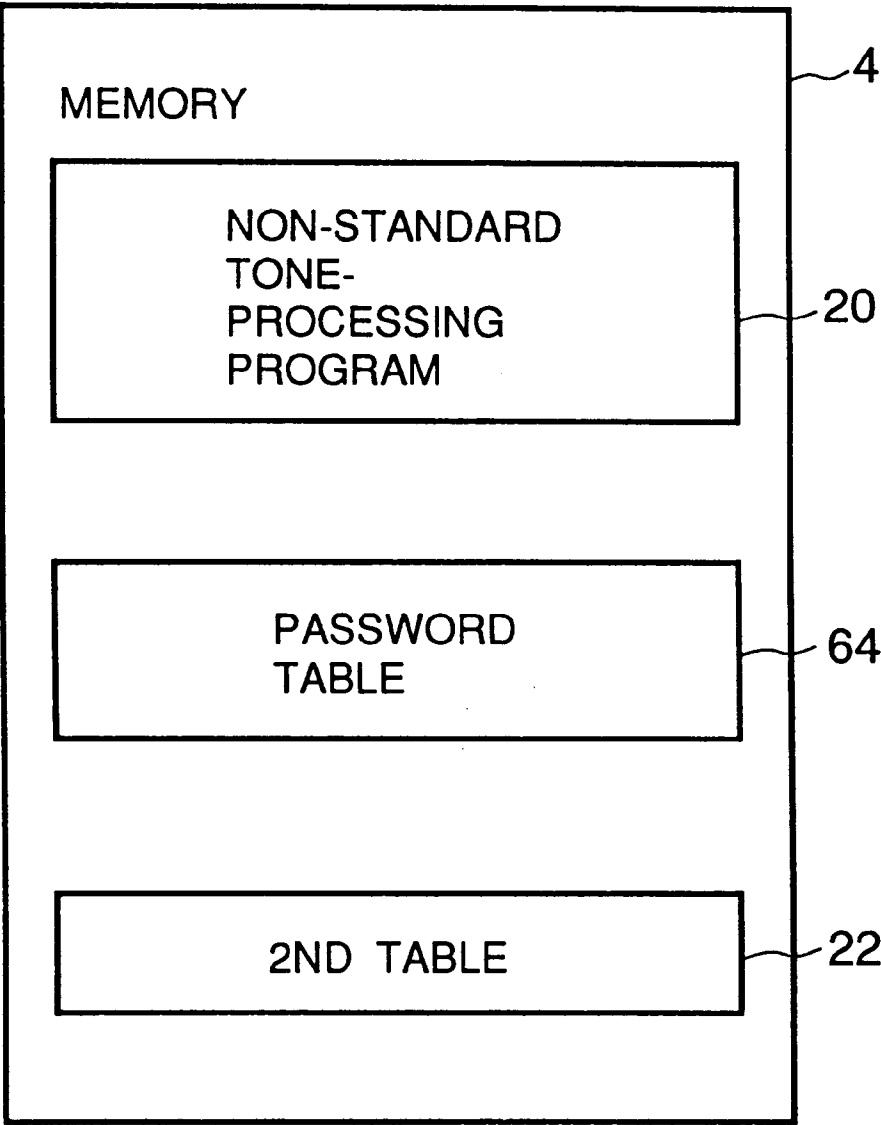 4
MEMORY
NON-STANDARD
TONE-
PROCESSING
PROGRAM
20
PASSWORD
TABLE
64
2ND TABLE
22